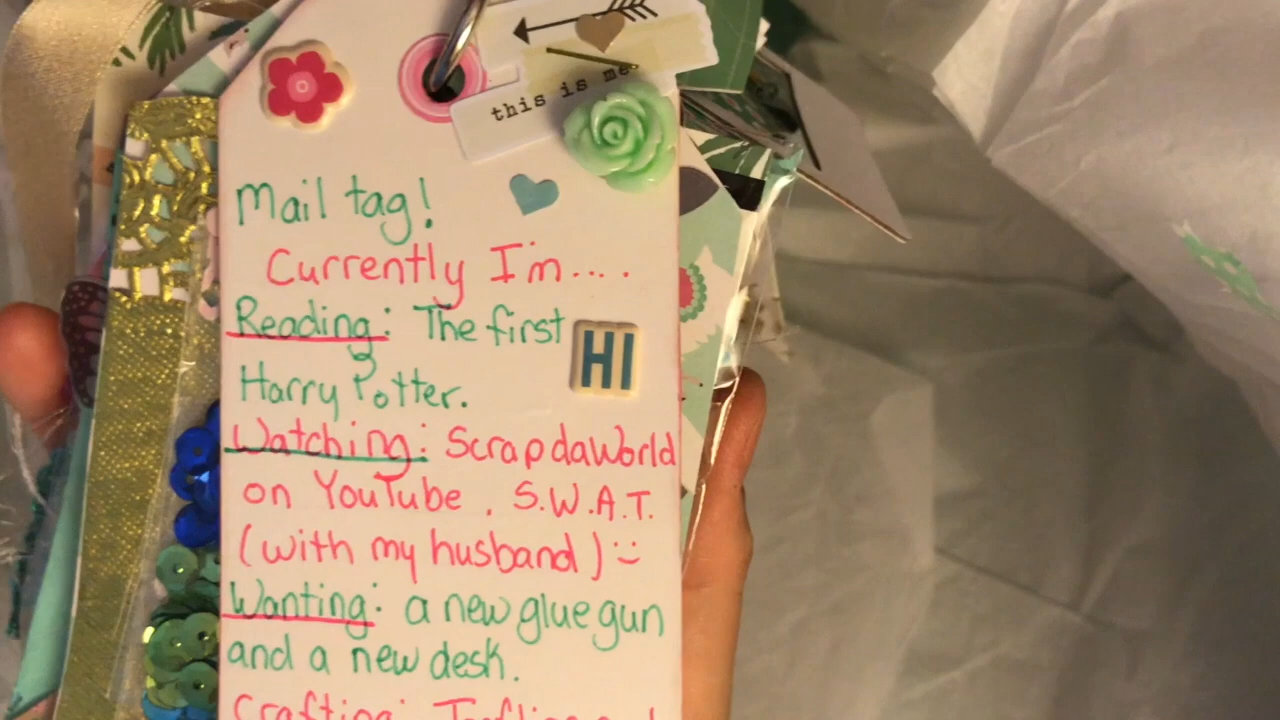 this is me
Mail tag!
Currently I'm....
Reading: The first
HI
Harry Potter.
Watching: ScrapdaWorld
on YouTube, S.W.A.T.
(with my husband) :)
Wanting: a new glue gun
and a new desk.
Crafting: